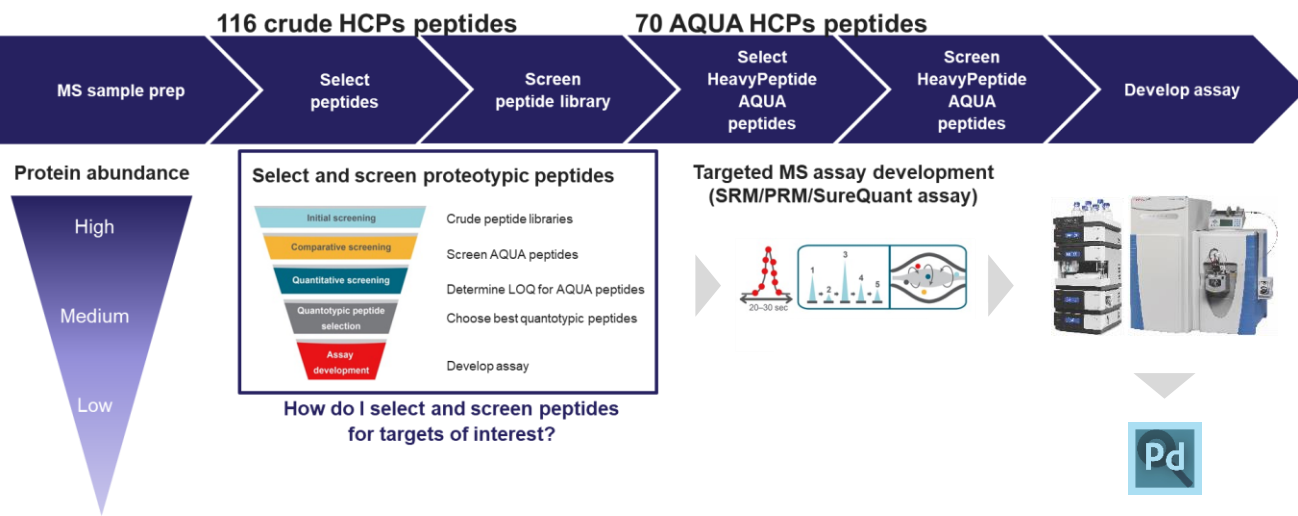 116 crude HCPs peptides
70 AQUA HCPs peptides
MS sample prep
Select
peptides
Screen
peptide library
Select
HeavyPeptide
AQUA
peptides
Screen
HeavyPeptide
AQUA
peptides
Develop assay
Protein abundance
High
Medium
Low
Select and screen proteotypic peptides
Initial screening
Crude peptide libraries
Comparative screening
Screen AQUA peptides
Quantitative screening
Determine LOQ for AQUA peptides
Quantotypic peptide
selection
Choose best quantotypic peptides
Assay
development
Develop assay
How do I select and screen peptides
for targets of interest?
Targeted MS assay development
(SRM/PRM/SureQuant assay)
20–30 sec
1
2
3
4
5
Pd